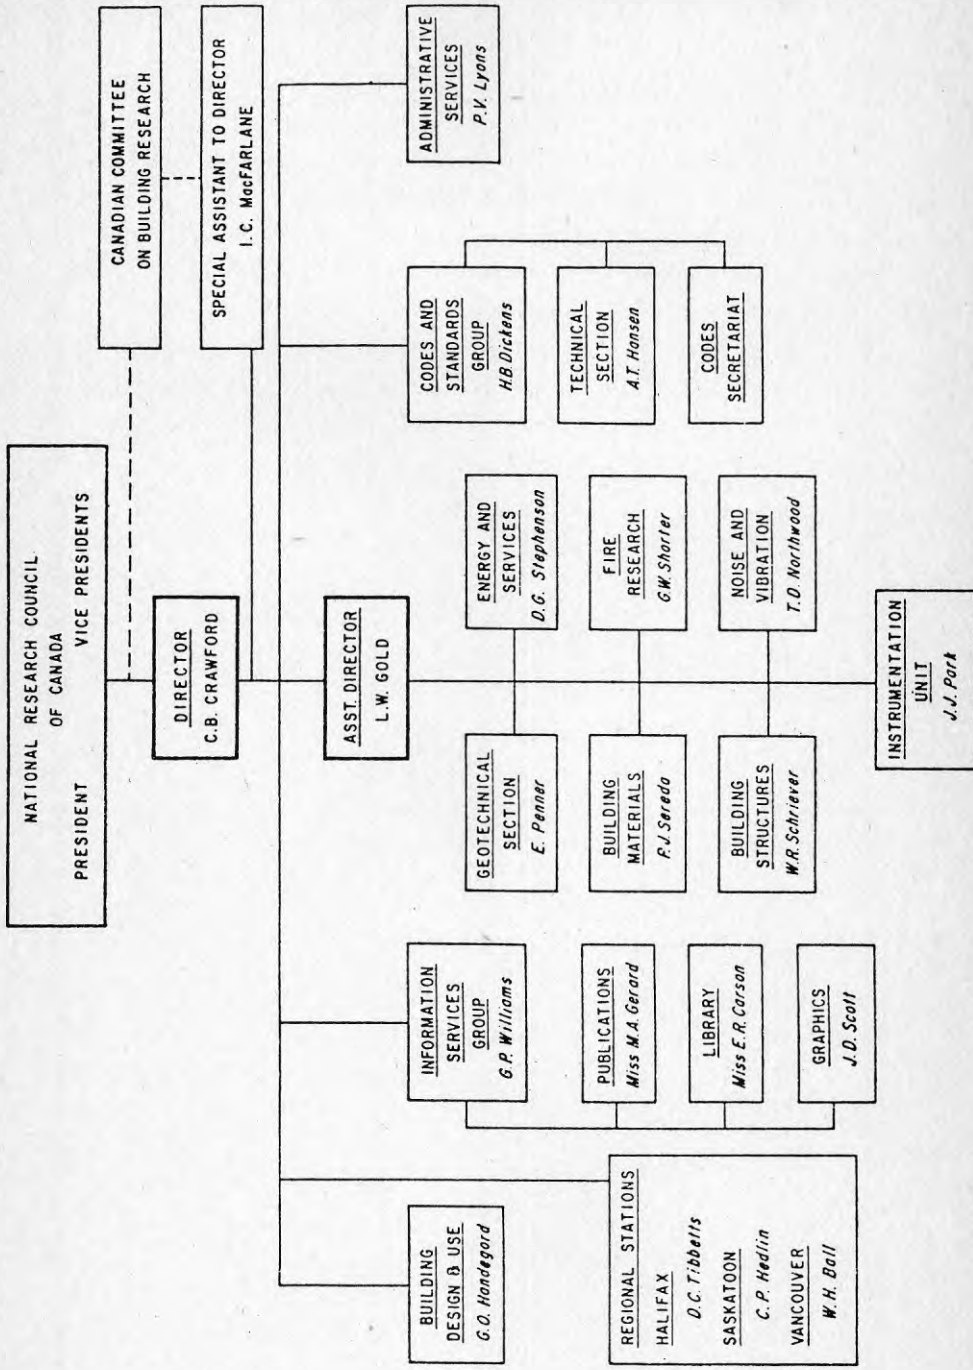 NATIONAL RESEARCH COUNCIL
OF CANADA
PRESIDENT VICE PRESIDENTS
CANADIAN COMMITTEE
ON BUILDING RESEARCH
DIRECTOR
C.B. CRAWFORD
SPECIAL ASSISTANT TO DIRECTOR
I.C. MacFARLANE
ASST. DIRECTOR
L.W. GOLD
BUILDING
DESIGN & USE
G.O. Handegord
REGIONAL STATIONS
HALIFAX
D.C. Tibbetts
SASKATOON
C.P. Hedlin
VANCOUVER
W.H. Ball
INFORMATION
SERVICES
GROUP
G.P. Williams
PUBLICATIONS
Miss M.A. Gerard
LIBRARY
Miss E.R. Carson
GRAPHICS
J.D. Scott
GEOTECHNICAL
SECTION
E. Penner
BUILDING
MATERIALS
P.J. Sereda
BUILDING
STRUCTURES
W.R. Schriever
ENERGY AND
SERVICES
D.G. Stephenson
FIRE
RESEARCH
G.W. Shorter
NOISE AND
VIBRATION
T.D. Northwood
INSTRUMENTATION
UNIT
J.J. Park
CODES AND
STANDARDS
GROUP
H.B. Dickens
TECHNICAL
SECTION
A.T. Hansen
CODES
SECRETARIAT
ADMINISTRATIVE
SERVICES
P.V. Lyons